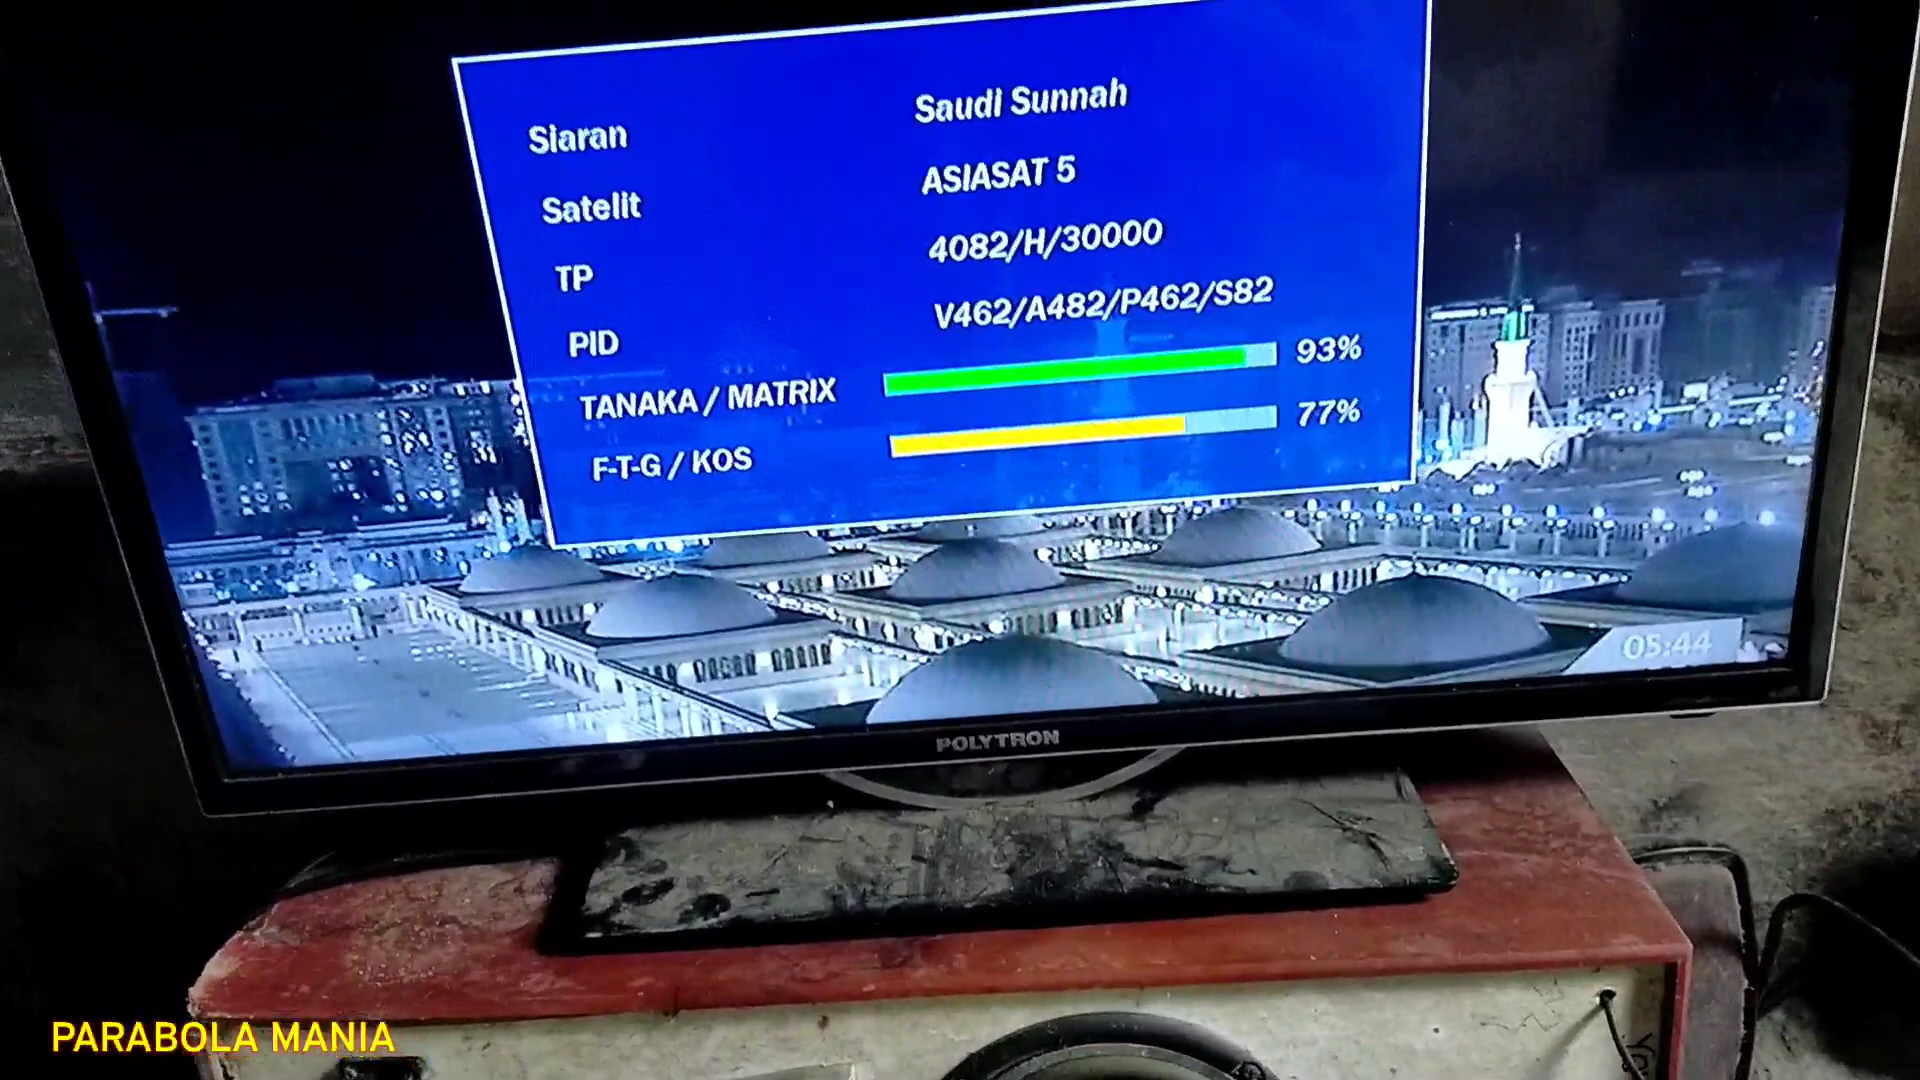 Siaran Saudi Sunnah
Satelit ASIASAT 5
TP 4082/H/30000
PID V462/A482/P462/S82
TANAKA / MATRIX 93%
F-T-G / KOS 77%
05:44
POLYTRON
PARABOLA MANIA